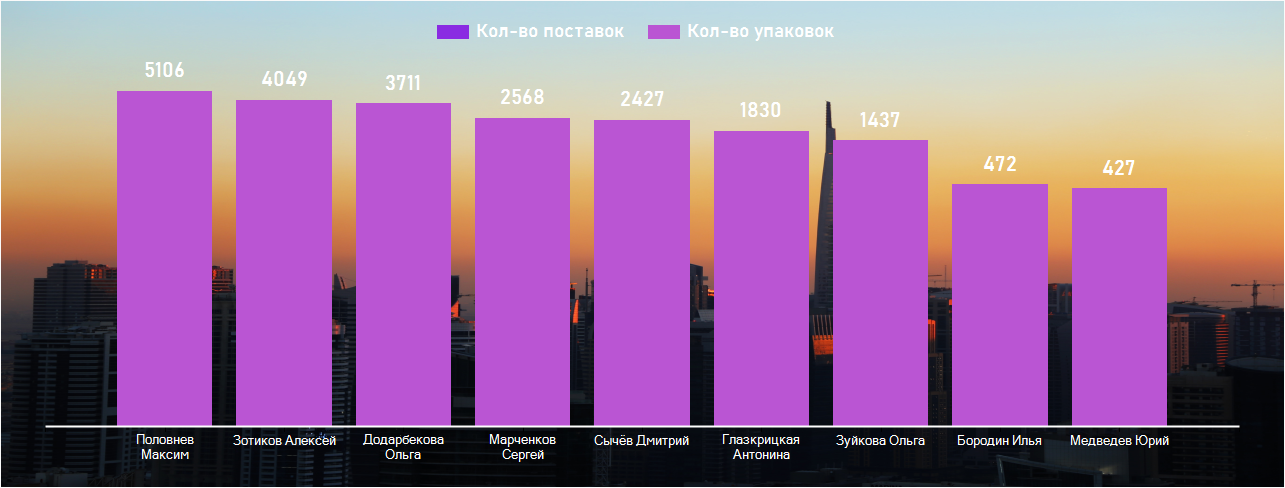 Кол-во поставок Кол-во упаковок
5106 4049 3711 2568 2427 1830 1437 472 427
Половнев Максим
Зотиков Алексей
Додарбекова Ольга
Марченков Сергей
Сычёв Дмитрий
Глазкрицкая Антонина
Зуйкова Ольга
Бородин Илья
Медведев Юрий